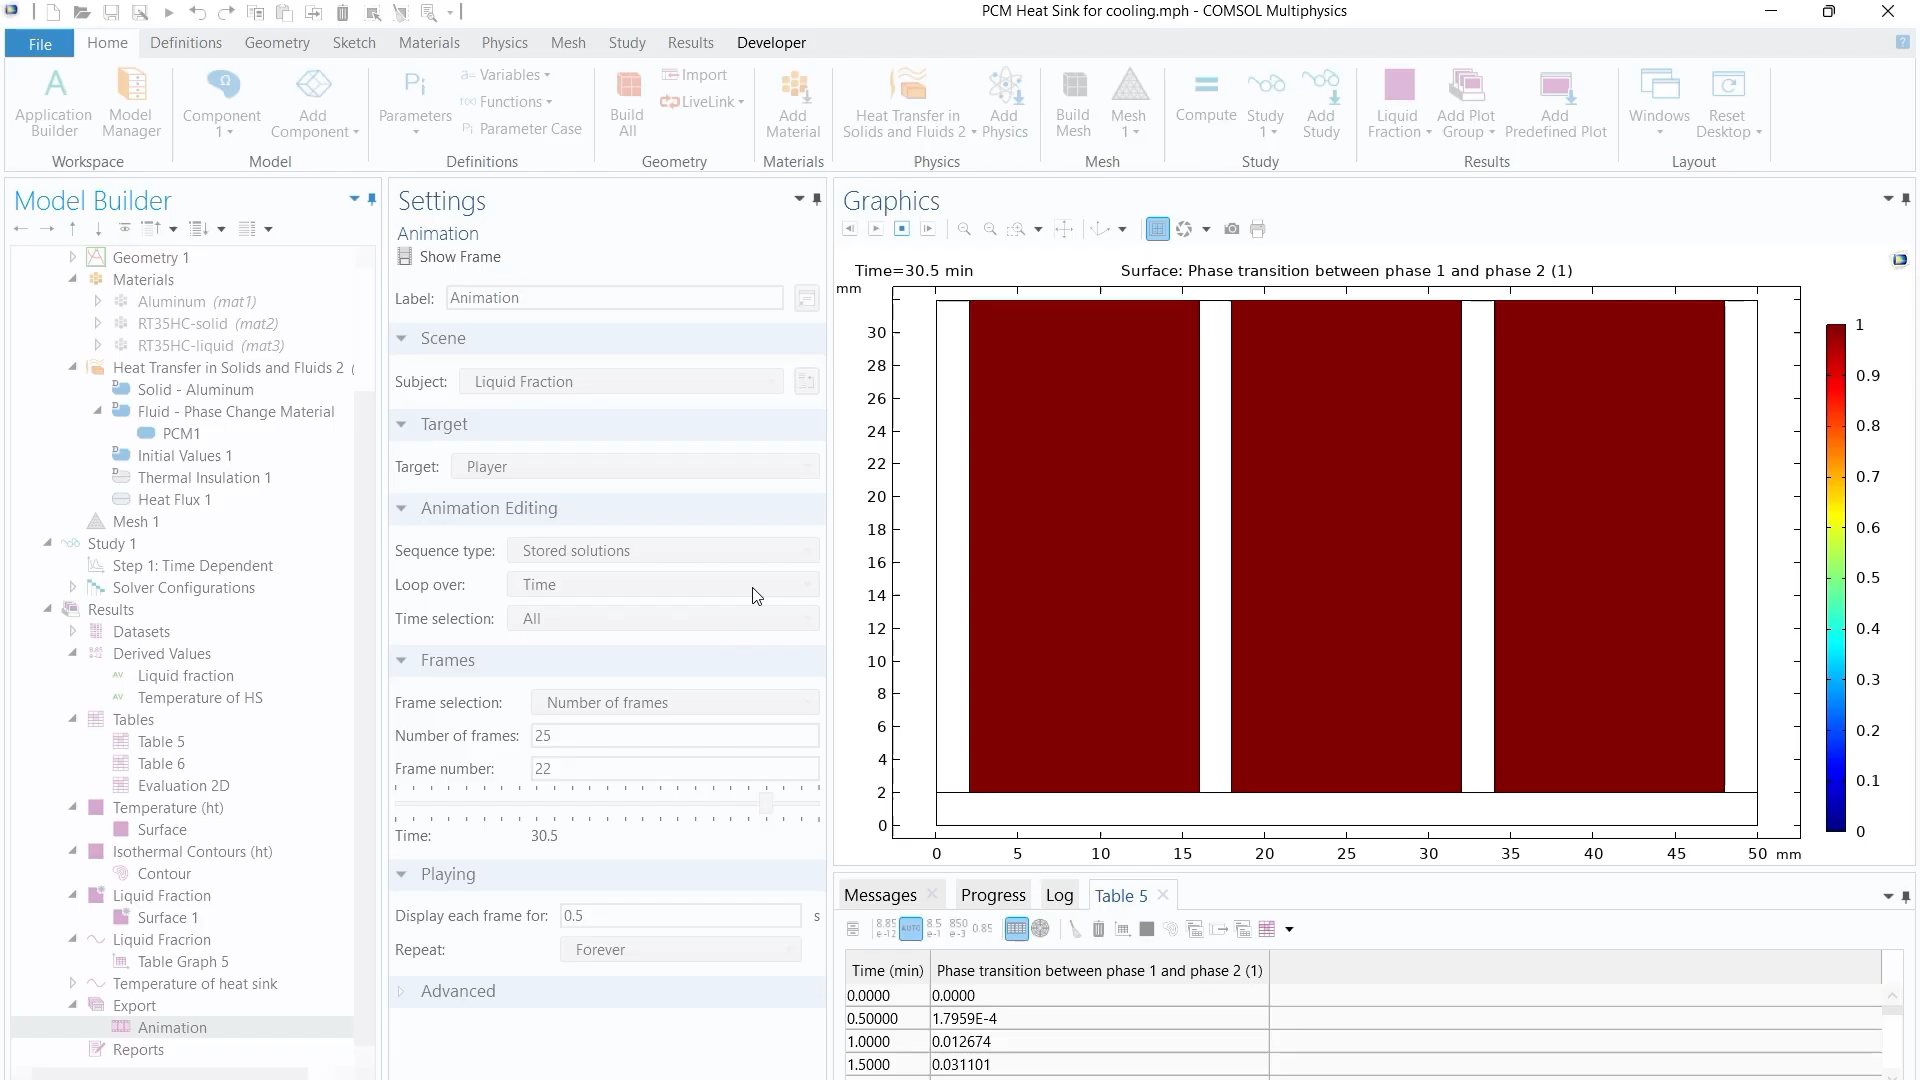 PCM Heat Sink for cooling.mph - COMSOL Multiphysics
File Home Definitions Geometry Sketch Materials Physics Mesh Study Results Developer
Application Builder
Model Manager
Workspace
Component 1
Add Component
Model
Parameters
a= Variables
f(x) Functions
Pi Parameter Case
Definitions
Build All
Import
LiveLink
Geometry
Add Material
Materials
Heat Transfer in Solids and Fluids 2
Add Physics
Physics
Build Mesh
Mesh 1
Mesh
Compute
Study 1
Add Study
Study
Liquid Fraction
Add Plot Group
Add Predefined Plot
Results
Windows
Reset Desktop
Layout
Model Builder
Geometry 1
Materials
Aluminum (mat1)
RT35HC-solid (mat2)
RT35HC-liquid (mat3)
Heat Transfer in Solids and Fluids 2 (
Solid - Aluminum
Fluid - Phase Change Material
PCM1
Initial Values 1
Thermal Insulation 1
Heat Flux 1
Mesh 1
Study 1
Step 1: Time Dependent
Solver Configurations
Results
Datasets
Derived Values
Liquid fraction
Temperature of HS
Tables
Table 5
Table 6
Evaluation 2D
Temperature (ht)
Surface
Isothermal Contours (ht)
Contour
Liquid Fraction
Surface 1
Liquid Fracrion
Table Graph 5
Temperature of heat sink
Export
Animation
Reports
Settings
Animation
Show Frame
Label: Animation
Scene
Subject: Liquid Fraction
Target
Target: Player
Animation Editing
Sequence type: Stored solutions
Loop over: Time
Time selection: All
Frames
Frame selection: Number of frames
Number of frames: 25
Frame number: 22
Time: 30.5
Playing
Display each frame for: 0.5 s
Repeat: Forever
Advanced
Graphics
Time=30.5 min Surface: Phase transition between phase 1 and phase 2 (1)
mm
30
28
26
24
22
20
18
16
14
12
10
8
6
4
2
0
0 5 10 15 20 25 30 35 40 45 50 mm
1
0.9
0.8
0.7
0.6
0.5
0.4
0.3
0.2
0.1
0
Messages Progress Log Table 5
8.85 e-12 AUTO 8.5 e-1 850 e-3 0.85
Time (min) Phase transition between phase 1 and phase 2 (1)
0.0000 0.0000
0.50000 1.7959E-4
1.0000 0.012674
1.5000 0.031101